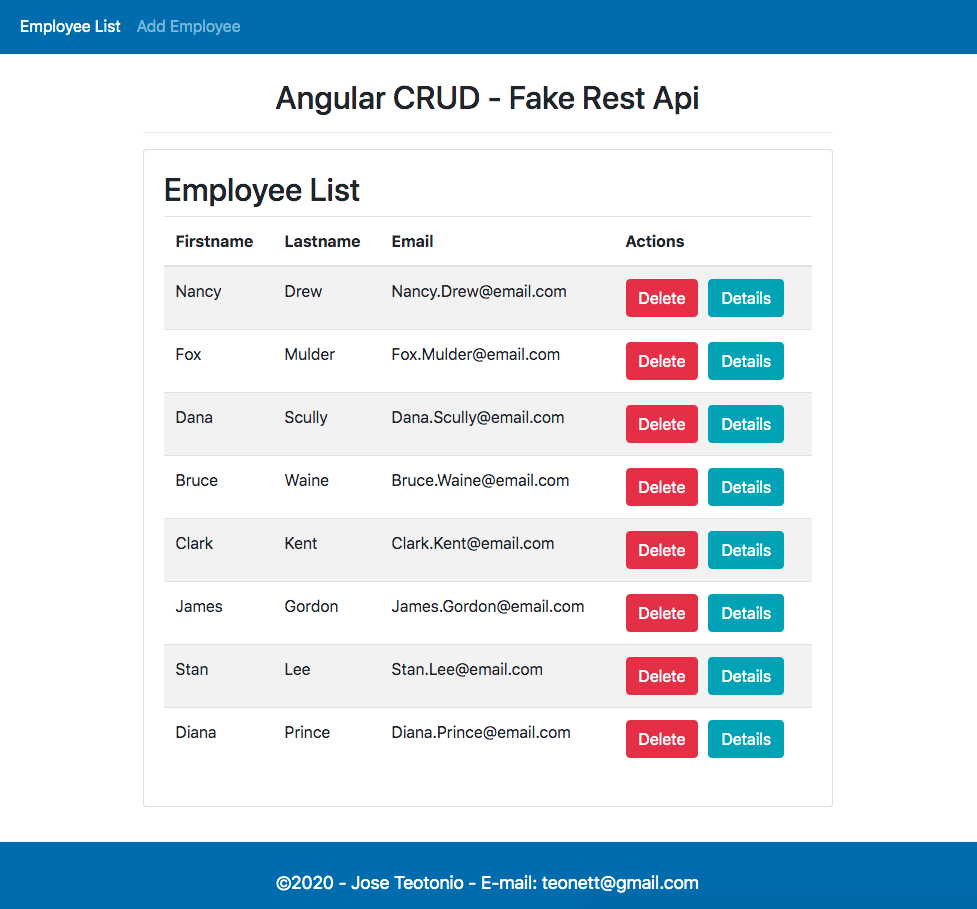 Employee List Add Employee
Angular CRUD - Fake Rest Api
Employee List
Firstname Lastname Email Actions
Nancy Drew Nancy.Drew@email.com Delete Details
Fox Mulder Fox.Mulder@email.com Delete Details
Dana Scully Dana.Scully@email.com Delete Details
Bruce Waine Bruce.Waine@email.com Delete Details
Clark Kent Clark.Kent@email.com Delete Details
James Gordon James.Gordon@email.com Delete Details
Stan Lee Stan.Lee@email.com Delete Details
Diana Prince Diana.Prince@email.com Delete Details
©2020 - Jose Teotonio - E-mail: teonett@gmail.com